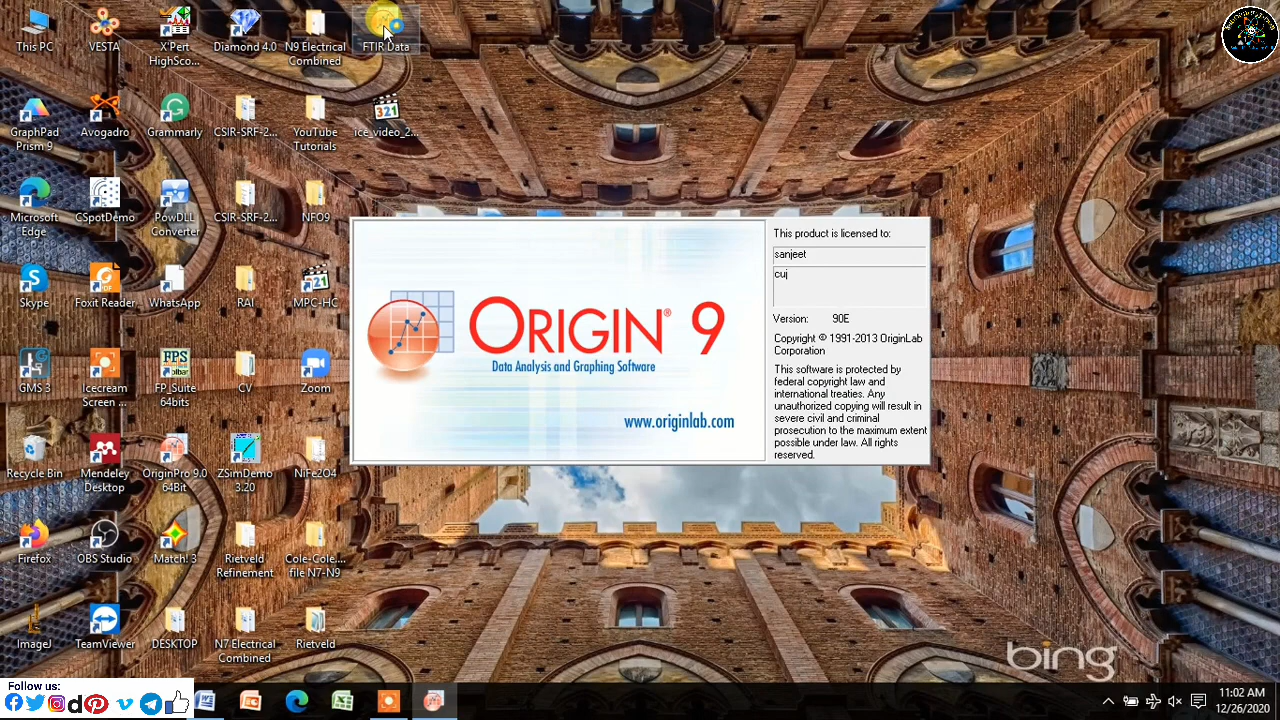 This PC
VESTA
X'Pert
HighSco...
Diamond 4.0
N9 Electrical
Combined
FTIR Data
GraphPad
Prism 9
Avogadro
Grammarly
CSIR-SRF-2...
YouTube
Tutorials
ice_video_2...
Microsoft
Edge
CSpotDemo
PowDLL
Converter
CSIR-SRF-2...
NFO9
Skype
Foxit Reader
WhatsApp
RAI
MPC-HC
GMS 3
Icecream
Screen ...
FP_Suite
64bits
CV
Zoom
Recycle Bin
Mendeley
Desktop
OriginPro 9.0
64Bit
ZSimDemo
3.20
NiFe2O4
Firefox
OBS Studio
Match! 3
Rietveld
Refinement
Cole-Cole....
file N7-N9
ImageJ
TeamViewer
DESKTOP
N7 Electrical
Combined
Rietveld
ORIGIN® 9
Data Analysis and Graphing Software
www.originlab.com
This product is licensed to:
sanjeet
cuj
Version: 90E
Copyright © 1991-2013 OriginLab
Corporation
This software is protected by
federal copyright law and
international treaties. Any
unauthorized copying will result in
severe civil and criminal
prosecution to the maximum extent
possible under law. All rights
reserved.
bing
Follow us:
11:02 AM
12/26/2020